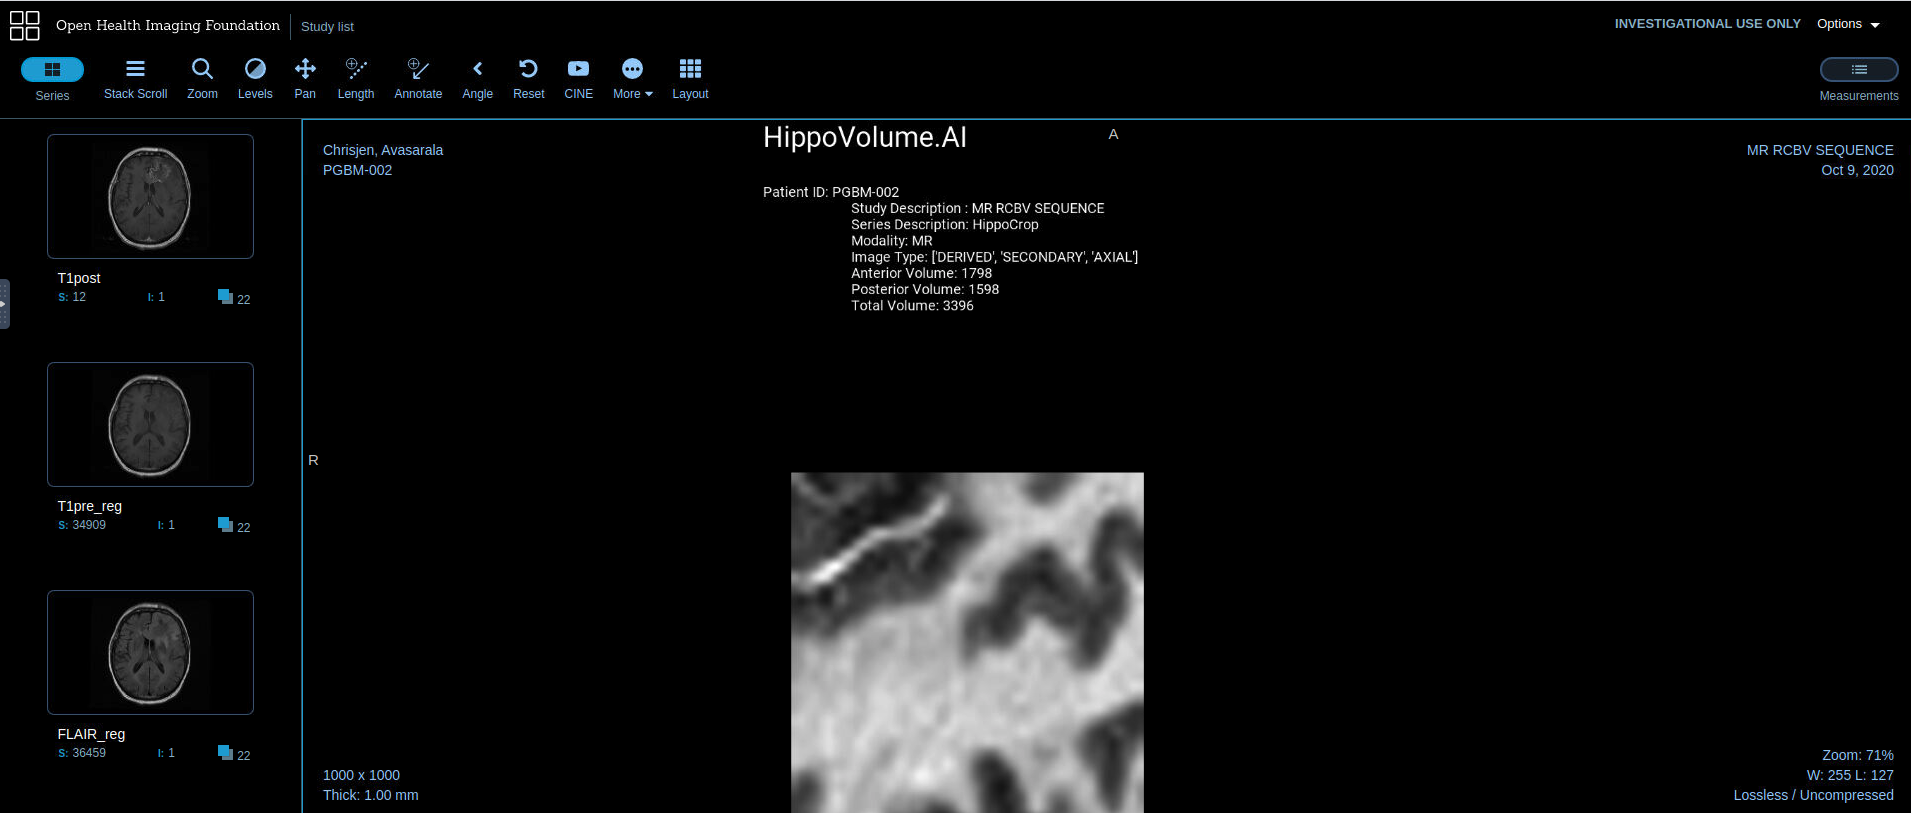 Open Health Imaging Foundation
Study list
INVESTIGATIONAL USE ONLY
Options
Series
Stack Scroll
Zoom
Levels
Pan
Length
Annotate
Angle
Reset
CINE
More
Layout
Measurements
T1post
S: 12
I: 1
22
T1pre_reg
S: 34909
I: 1
22
FLAIR_reg
S: 36459
I: 1
22
Chrisjen, Avasarala
PGBM-002
HippoVolume.AI
A
MR RCBV SEQUENCE
Oct 9, 2020
Patient ID: PGBM-002
Study Description : MR RCBV SEQUENCE
Series Description: HippoCrop
Modality: MR
Image Type: ['DERIVED', 'SECONDARY', 'AXIAL']
Anterior Volume: 1798
Posterior Volume: 1598
Total Volume: 3396
R
1000 x 1000
Thick: 1.00 mm
Zoom: 71%
W: 255 L: 127
Lossless / Uncompressed